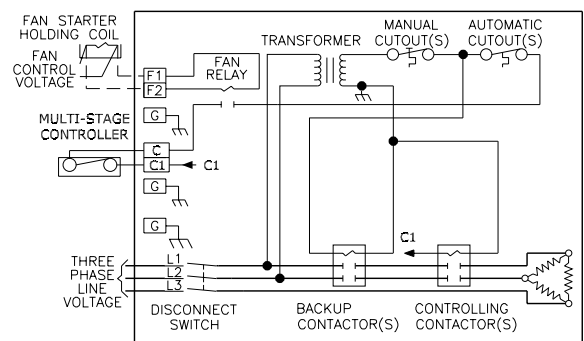 FAN STARTER
HOLDING COIL
FAN
CONTROL
VOLTAGE
F1
F2
FAN
RELAY
TRANSFORMER
MANUAL
CUTOUT(S)
AUTOMATIC
CUTOUT(S)
MULTI-STAGE
CONTROLLER
G
C
C1
C1
G
G
THREE
PHASE
LINE
VOLTAGE
L1
L2
L3
C1
DISCONNECT
SWITCH
BACKUP
CONTACTOR(S)
CONTROLLING
CONTACTOR(S)